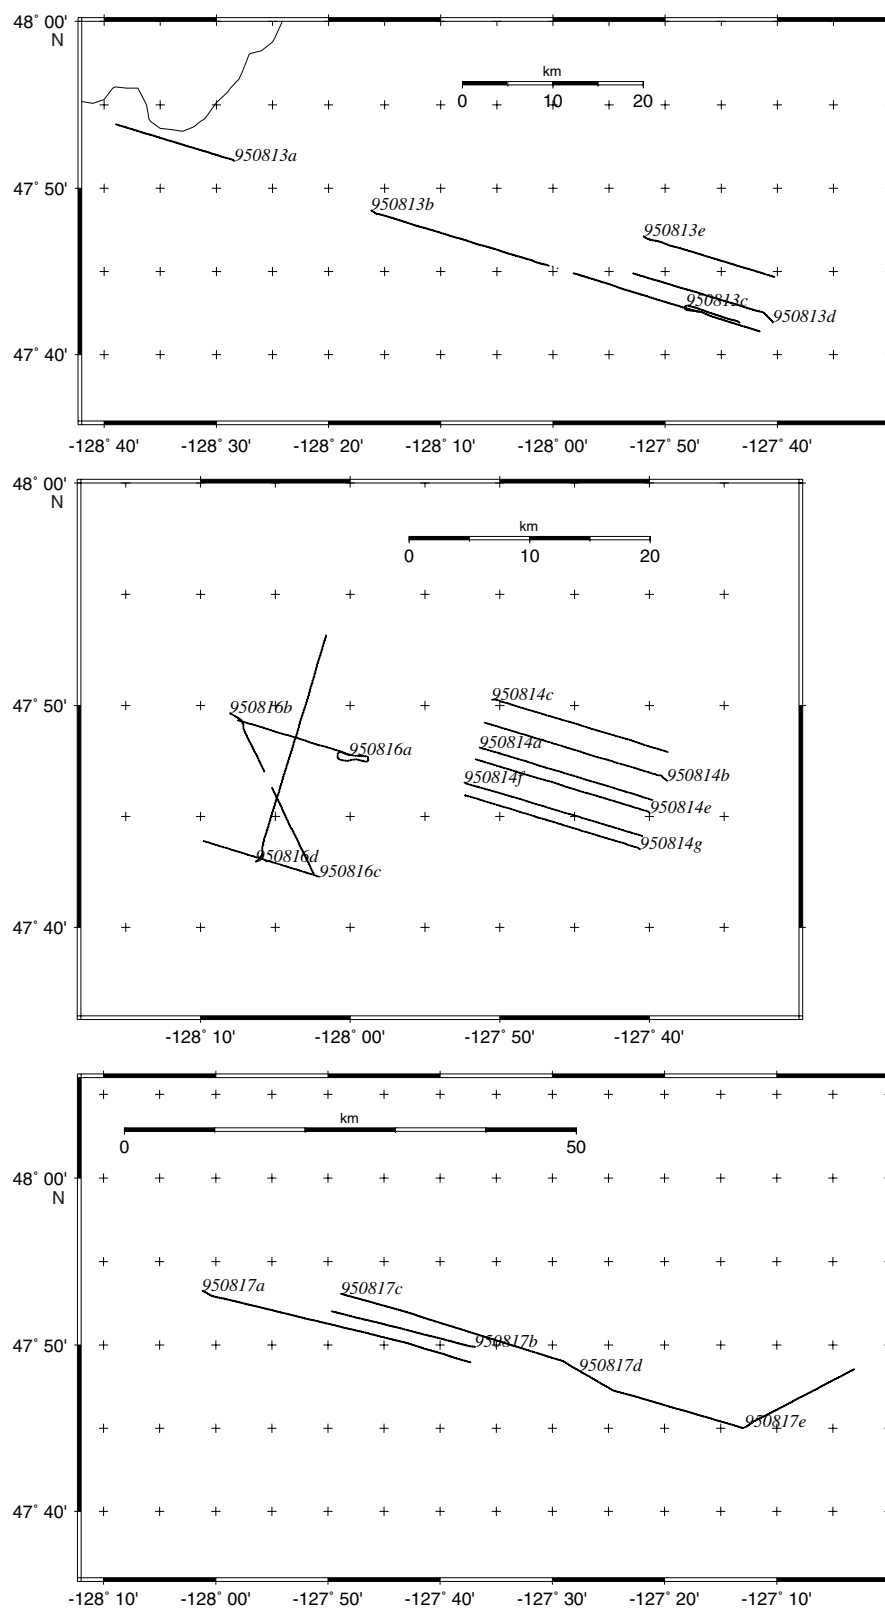 48° 00'
N
km
0 10 20
950813a
47° 50'
950813b
950813e
950813c
950813d
47° 40'
-128° 40' -128° 30' -128° 20' -128° 10' -128° 00' -127° 50' -127° 40'
48° 00'
N
km
0 10 20
950814c
47° 50'
950816b
950814a
950816a
950814f
950814b
950814e
950814g
950816d
950816c
47° 40'
-128° 10' -128° 00' -127° 50' -127° 40'
km
0 50
48° 00'
N
950817a
950817c
47° 50'
950817b
950817d
950817e
47° 40'
-128° 10' -128° 00' -127° 50' -127° 40' -127° 30' -127° 20' -127° 10'